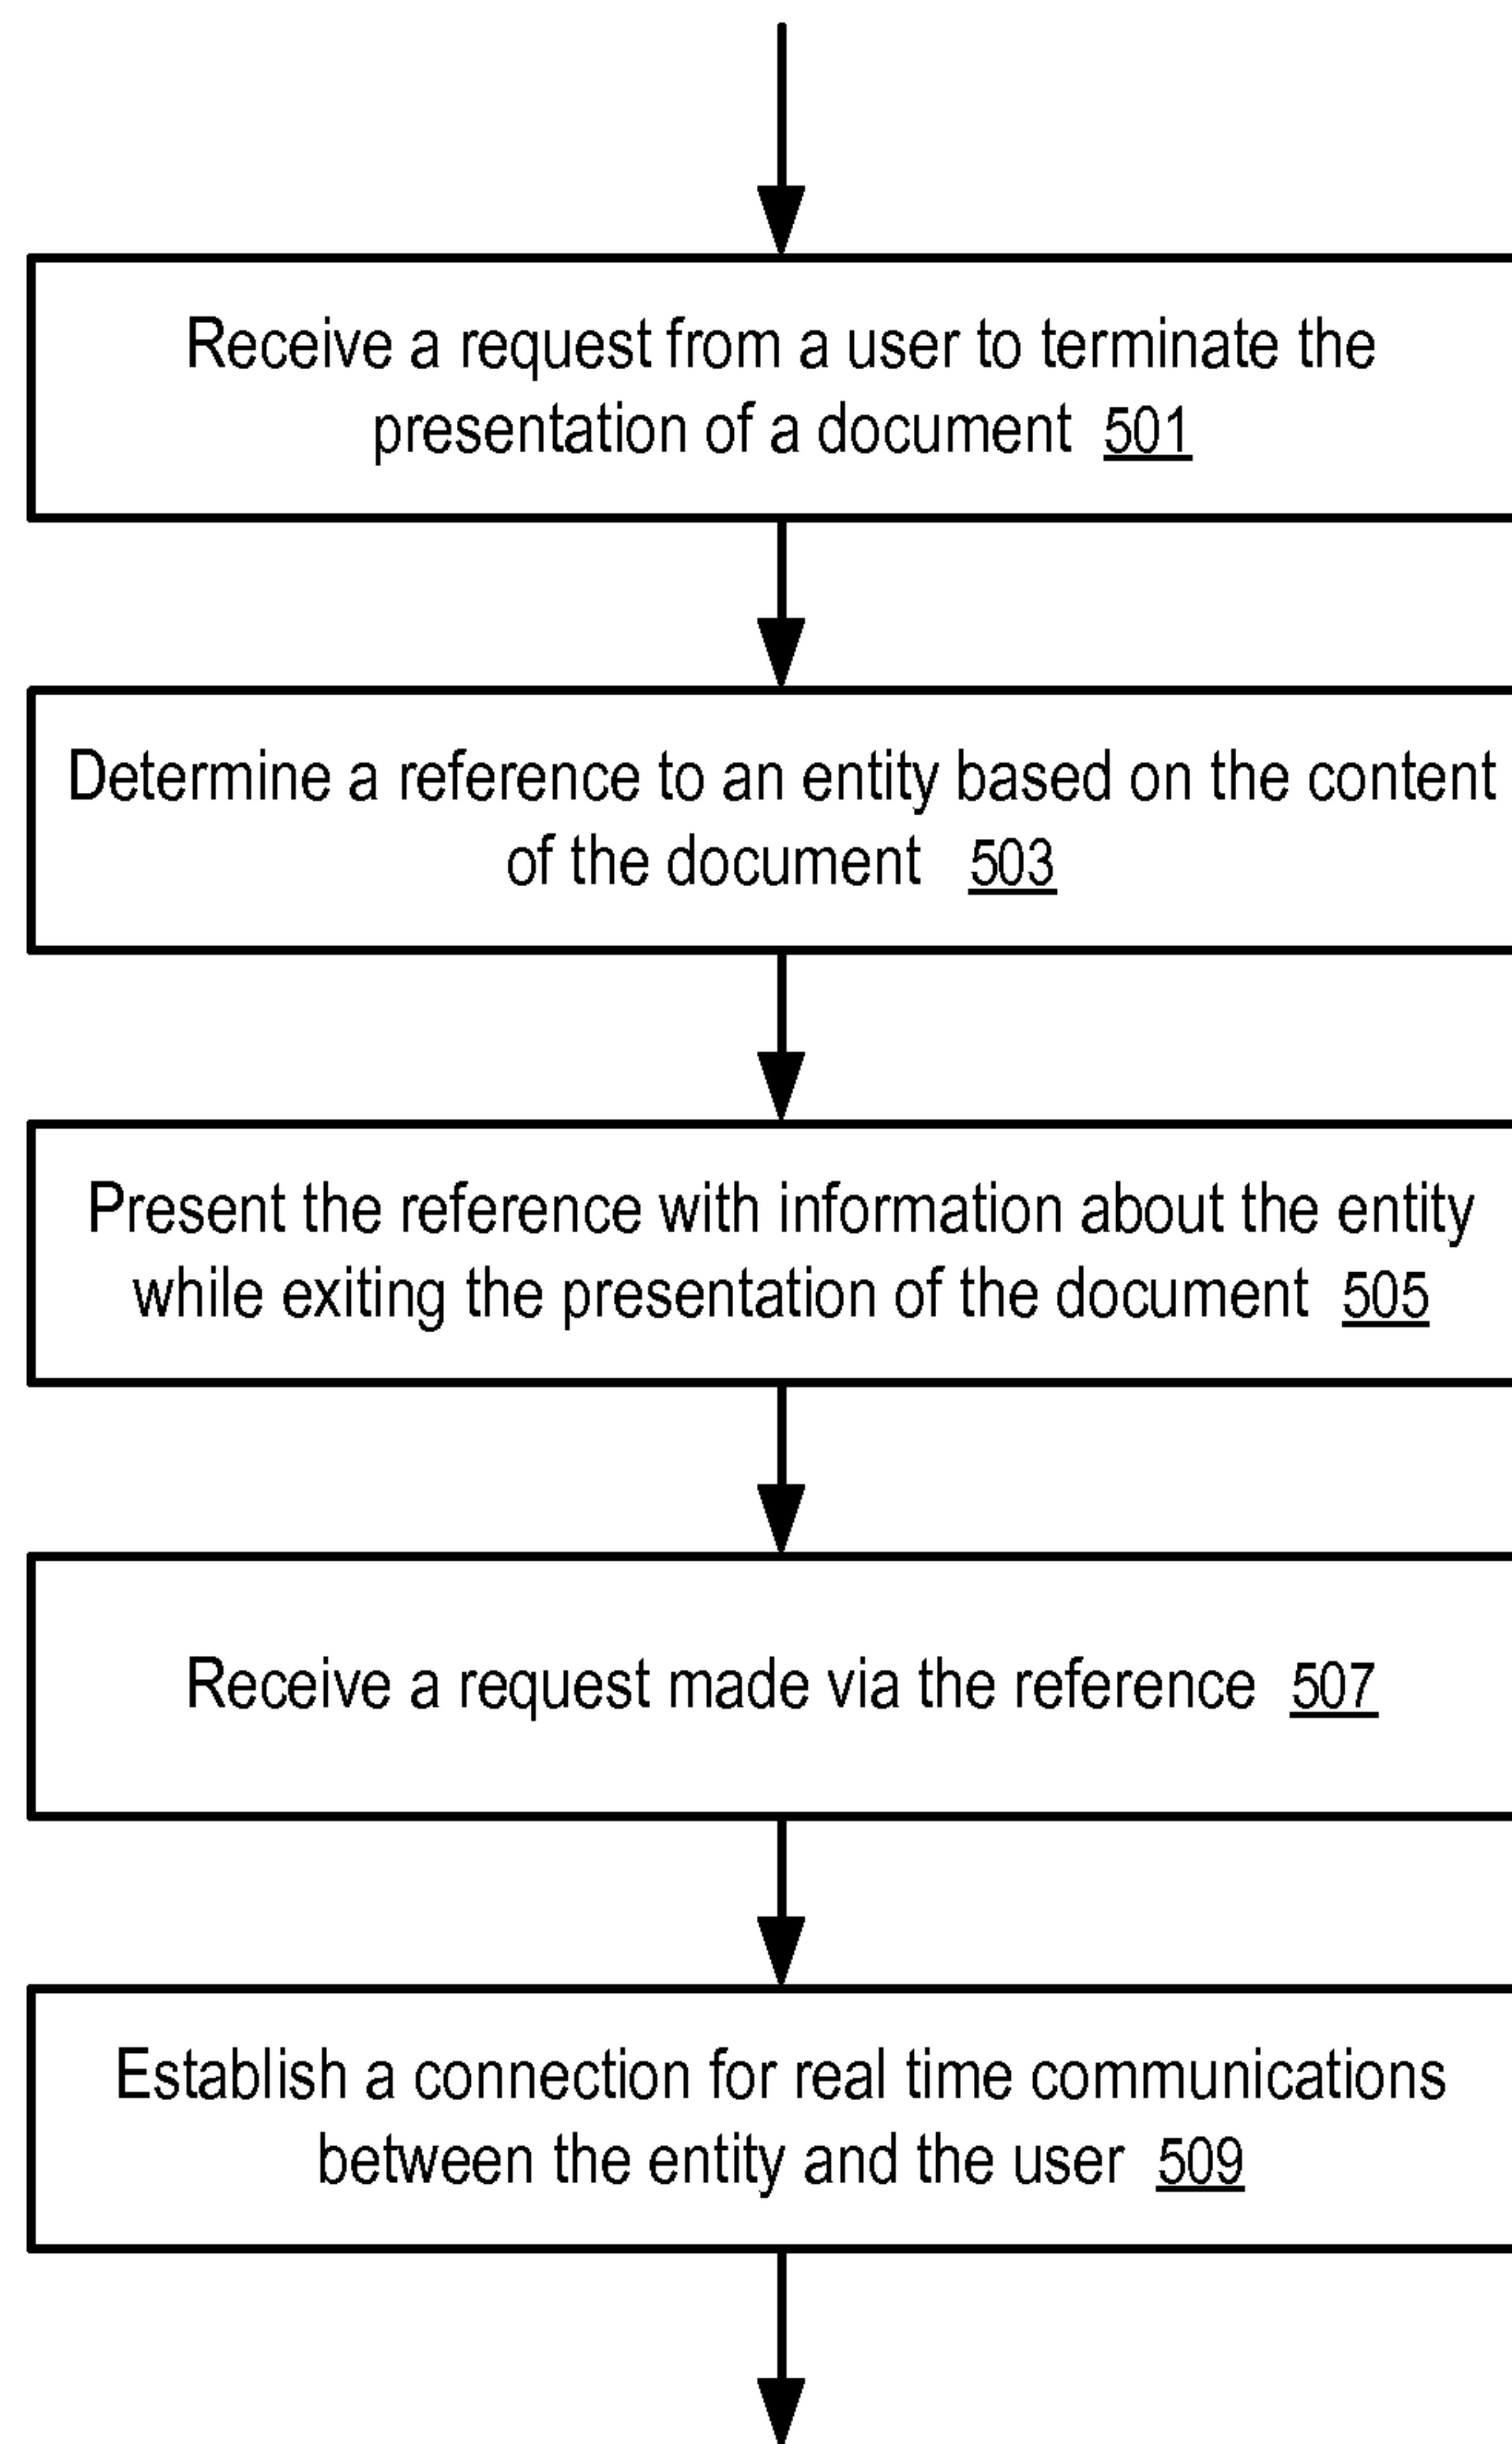 Receive a request from a user to terminate the
presentation of a document 501
Determine a reference to an entity based on the content
of the document 503
Present the reference with information about the entity
while exiting the presentation of the document 505
Receive a request made via the reference 507
Establish a connection for real time communications
between the entity and the user 509